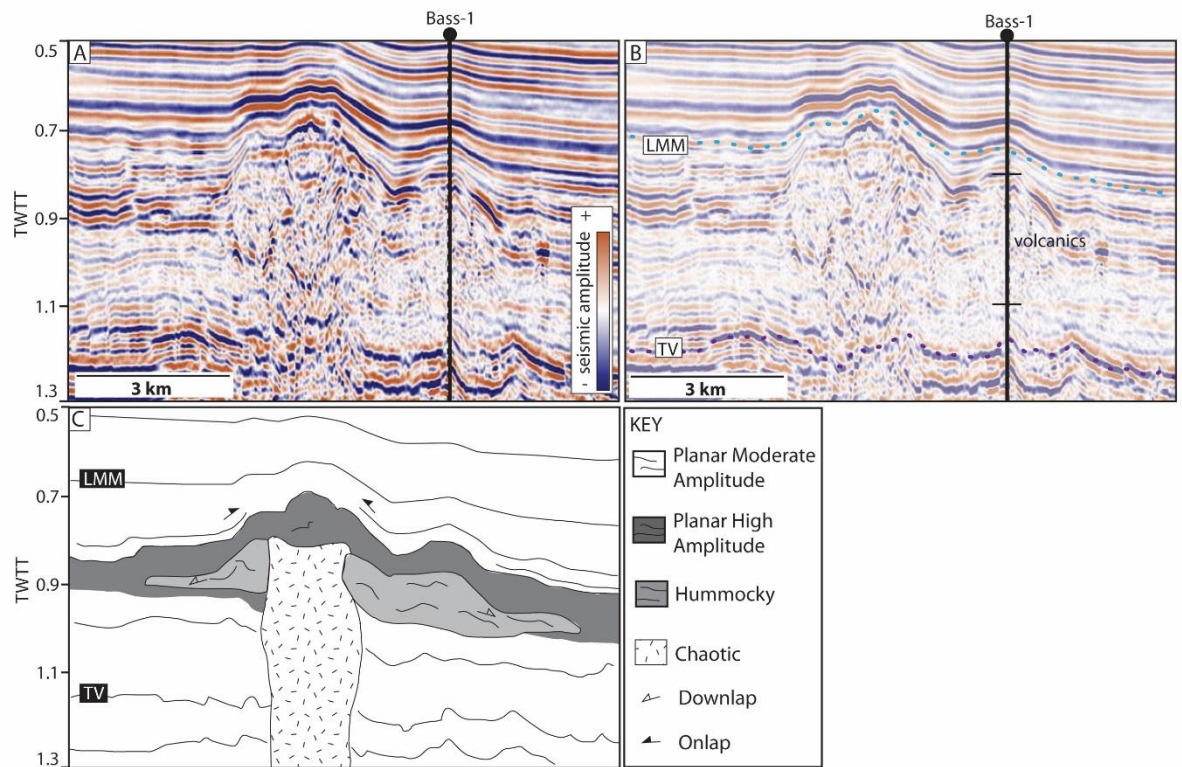 Bass-1
Bass-1
A
B
0.5
0.7
0.9
1.1
1.3
TWTT
- seismic amplitude +
3 km
LMM
volcanics
TV
3 km
C
0.5
0.7
0.9
1.1
1.3
TWTT
LMM
TV
KEY
Planar Moderate
Amplitude
Planar High
Amplitude
Hummocky
Chaotic
Downlap
Onlap